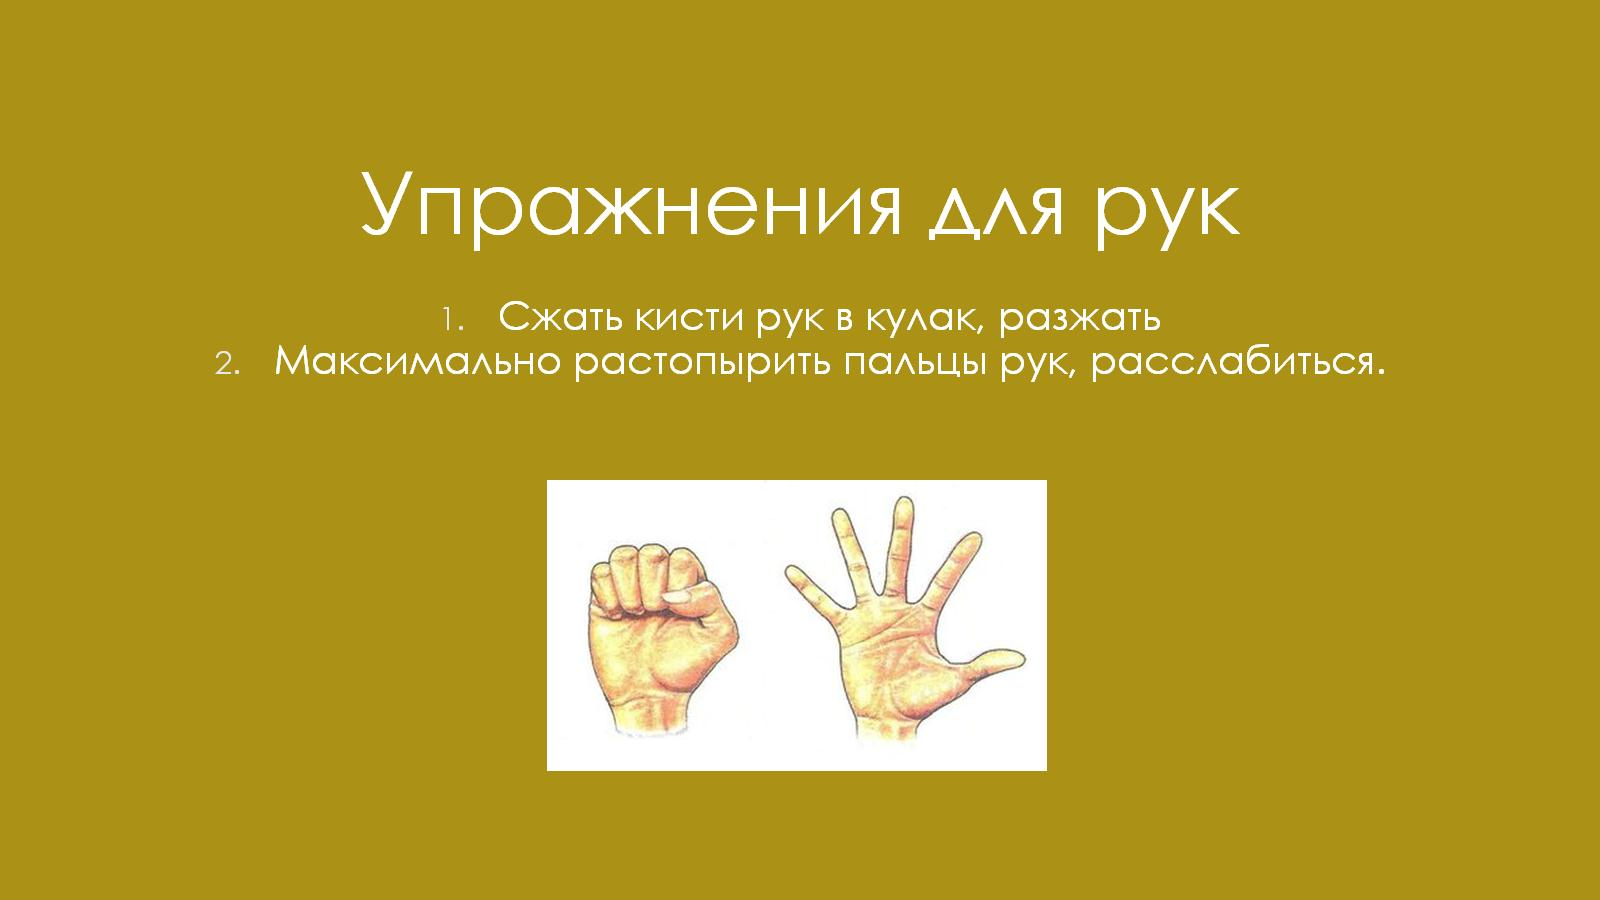 Упражнения для рук
1. Сжать кисти рук в кулак, разжать
2. Максимально растопырить пальцы рук, расслабиться.